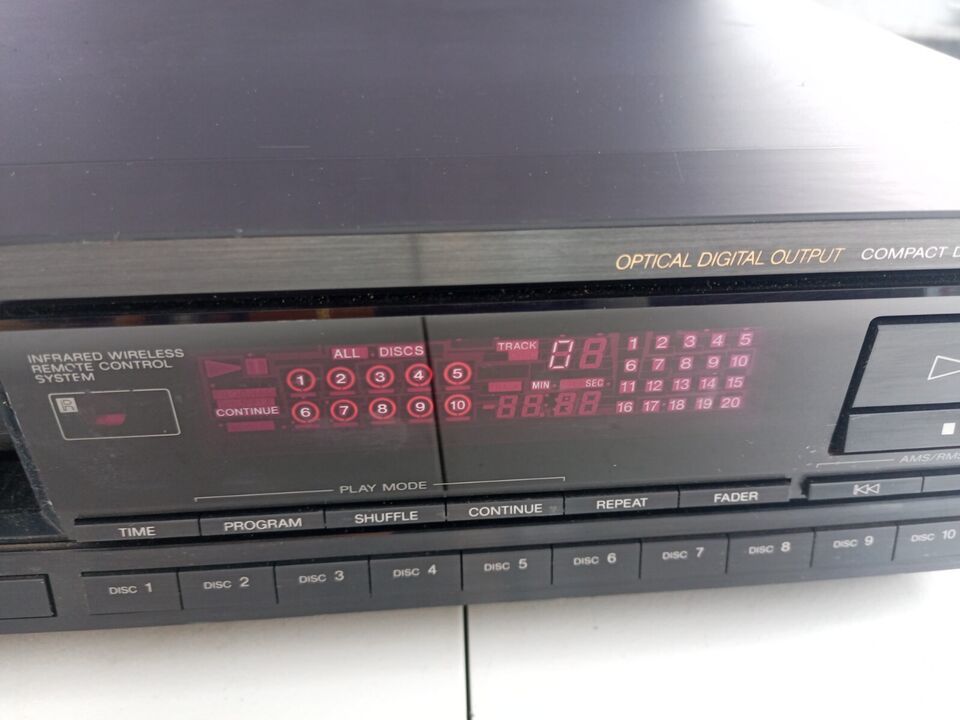 OPTICAL DIGITAL OUTPUT COMPACT D
INFRARED WIRELESS
REMOTE CONTROL
SYSTEM
ALL DISCS
TRACK
1 2 3 4 5
6 7 8 9 10
CONTINUE
MIN SEC
1 2 3 4 5
6 7 8 9 10
11 12 13 14 15
16 17 18 19 20
AMS/RMS
PLAY MODE
TIME
PROGRAM
SHUFFLE
CONTINUE
REPEAT
FADER
DISC 1
DISC 2
DISC 3
DISC 4
DISC 5
DISC 6
DISC 7
DISC 8
DISC 9
DISC 10